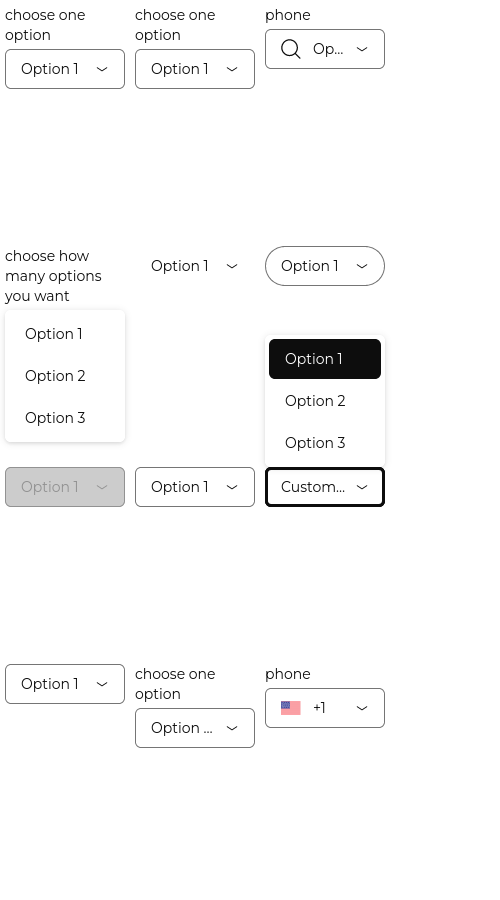 choose one
option
Option 1
choose one
option
Option 1
phone
Op...
choose how
many options
you want
Option 1
Option 2
Option 3
Option 1
Option 1
Option 1
Option 2
Option 3
Option 1
Option 1
Custom...
Option 1
choose one
option
Option ...
phone
+1